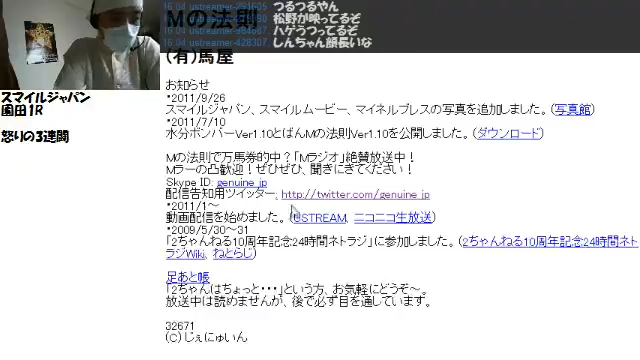 16:04 ustreamer-291605: つるつるやん
松野が映ってるぞ
ハゲうつってるぞ
16:04 ustreamer-428307: しんちゃん顔長いな
Mの法則
(有)馬屋
スマイルジャパン
園田1R
怒りの3連闘
お知らせ
*2011/9/26
スマイルジャパン、スマイルムービー、マイネルブレスの写真を追加しました。(写真館)
*2011/7/10
水分ボンバーVer1.10とばんMの法則Ver1.10を公開しました。(ダウンロード)
Mの法則で万馬券的中?「Mラジオ」絶賛放送中!
Mラーの凸歓迎!ぜひぜひ、聞きにきてください!
Skype ID: genuine_jp
配信告知用ツイッター: http://twitter.com/genuine_jp
*2011/1~
動画配信を始めました。(USTREAM、ニコニコ生放送)
*2009/5/30~31
「2ちゃんねる10周年記念24時間ネトラジ」に参加しました。(2ちゃんねる10周年記念24時間ネト
ラジWiki、ねとらじ)
足あと帳
「2ちゃんはちょっと・・・」という方、お気軽にどうぞ~。
放送中は読めませんが、後で必ず目を通しています。
32671
(C)じぇにゅいん